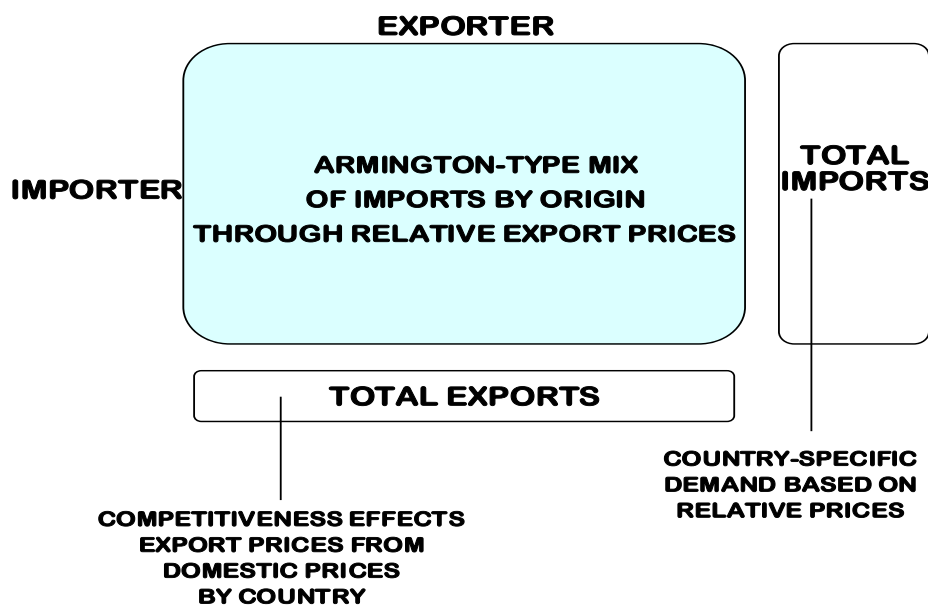 EXPORTER
IMPORTER
ARMINGTON-TYPE MIX
OF IMPORTS BY ORIGIN
THROUGH RELATIVE EXPORT PRICES
TOTAL
IMPORTS
TOTAL EXPORTS
COUNTRY-SPECIFIC
DEMAND BASED ON
RELATIVE PRICES
COMPETITIVENESS EFFECTS
EXPORT PRICES FROM
DOMESTIC PRICES
BY COUNTRY